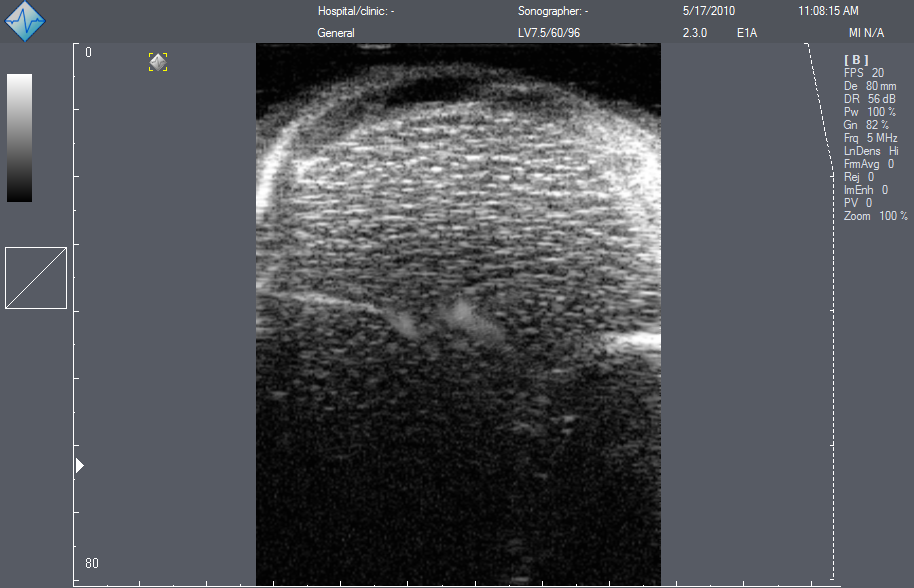 Hospital/clinic: - Sonographer: - 5/17/2010 11:08:15 AM
General LV7.5/60/96 2.3.0 E1A MI N/A
0
[ B ]
FPS 20
De 80 mm
DR 56 dB
Pw 100 %
Gn 82 %
Frq 5 MHz
LnDens Hi
FrmAvg 0
Rej 0
ImEnh 0
PV 0
Zoom 100 %
80